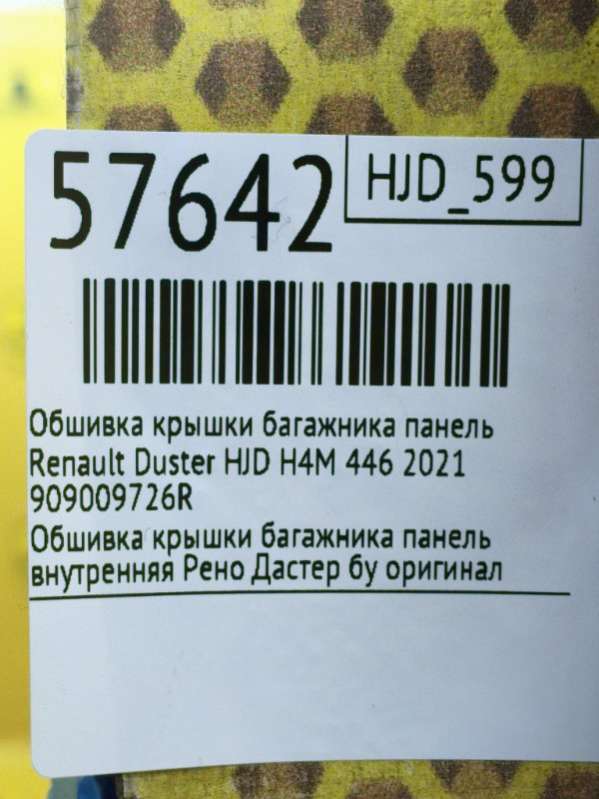 57642
HJD_599
Обшивка крышки багажника панель
Renault Duster HJD H4M 446 2021
909009726R
Обшивка крышки багажника панель
внутренняя Рено Дастер бу оригинал